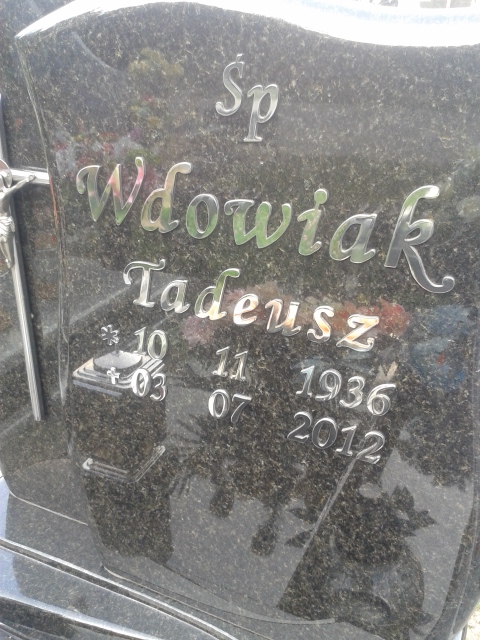 Śp
Wdowiak
Tadeusz
* 10 11 1936
✝ 03 07 2012